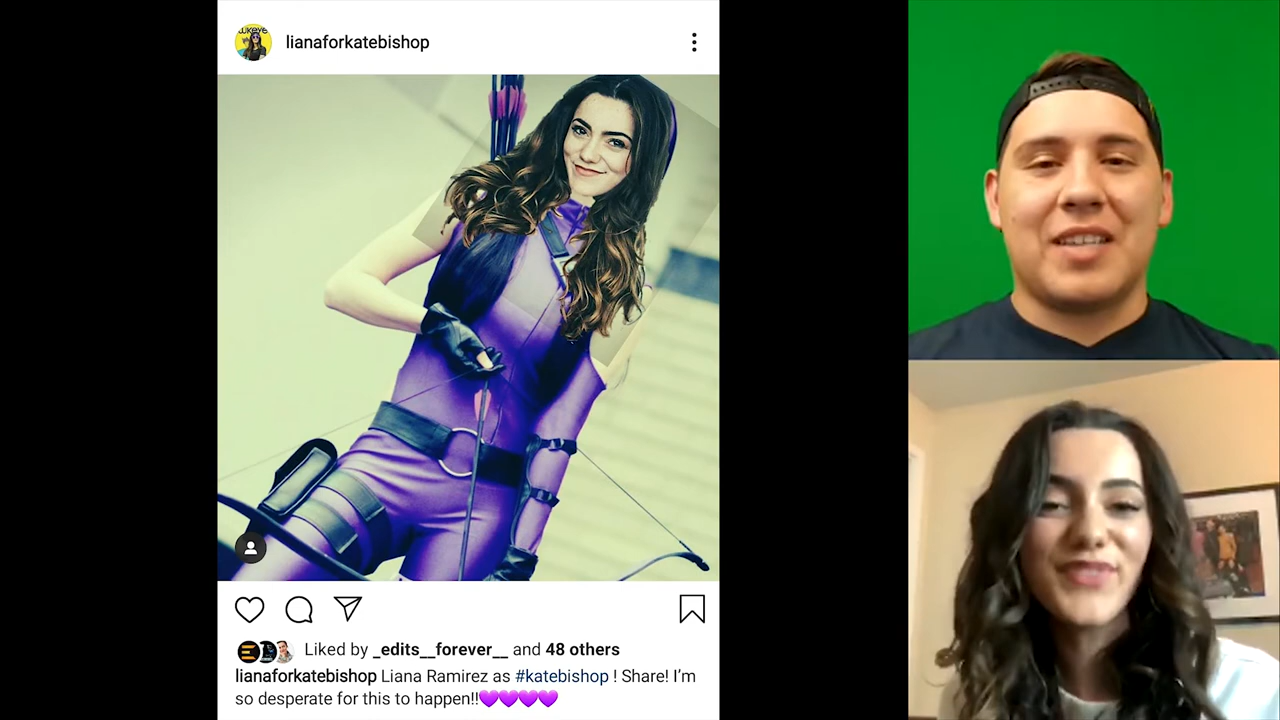 lianaforkatebishop
Liked by _edits__forever__ and 48 others
lianaforkatebishop Liana Ramirez as #katebishop ! Share! I’m
so desperate for this to happen!!💜💜💜💜